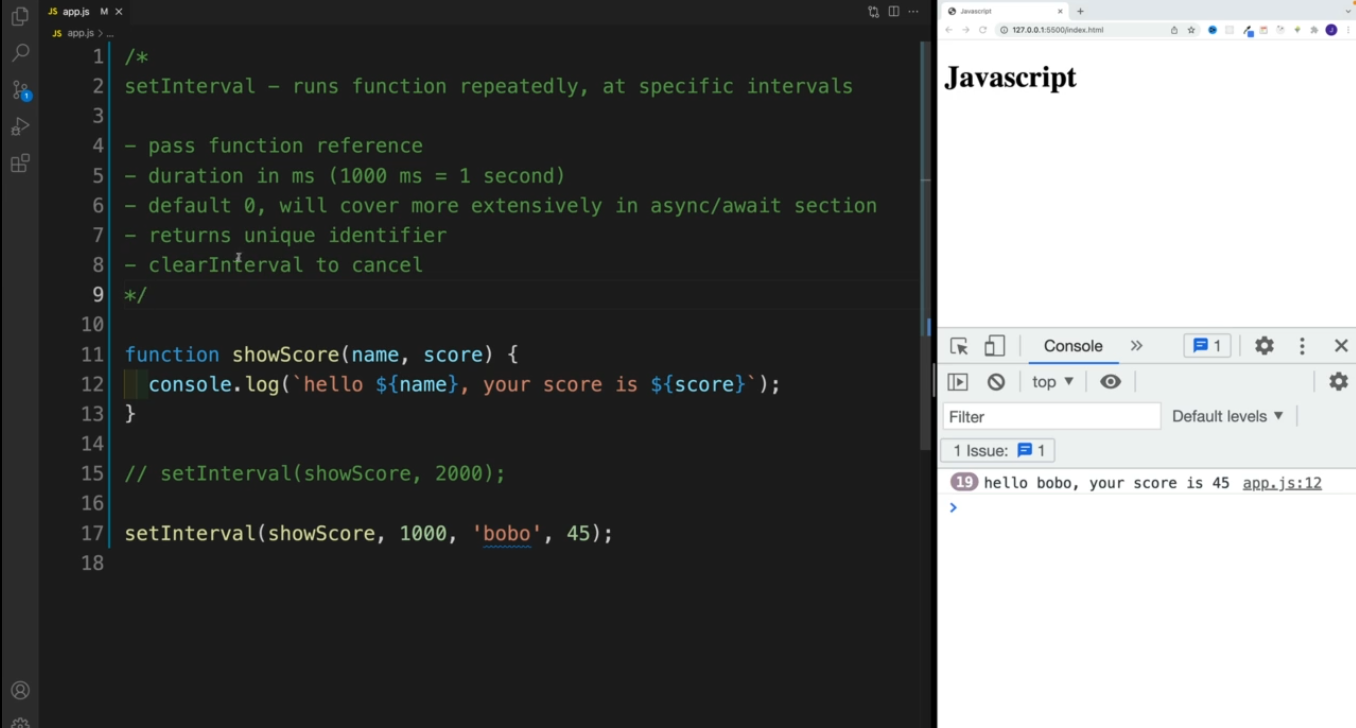 JS app.js M ×
JS app.js > ...
1 /*
2 setInterval – runs function repeatedly, at specific intervals
3
4 – pass function reference
5 – duration in ms (1000 ms = 1 second)
6 – default 0, will cover more extensively in async/await section
7 – returns unique identifier
8 – clearInterval to cancel
9 */
10
11 function showScore(name, score) {
12 console.log(`hello ${name}, your score is ${score}`);
13 }
14
15 // setInterval(showScore, 2000);
16
17 setInterval(showScore, 1000, 'bobo', 45);
18
1
Javascript
127.0.0.1:5500/index.html
J
Javascript
Console » 1
top ▼
Filter Default levels ▼
1 Issue: 1
19 hello bobo, your score is 45 app.js:12
>